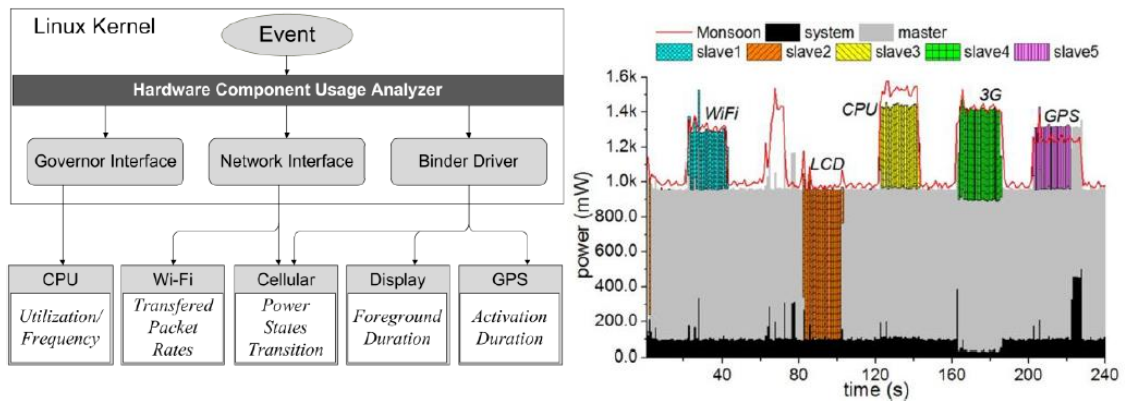 Linux Kernel
Event
Hardware Component Usage Analyzer
Governor Interface
Network Interface
Binder Driver
CPU
Utilization/
Frequency
Wi-Fi
Transfered
Packet
Rates
Cellular
Power
States
Transition
Display
Foreground
Duration
GPS
Activation
Duration
Monsoon system master
slave1 slave2 slave3 slave4 slave5
power (mW)
1.6k
1.4k
1.2k
1.0k
800.0
600.0
400.0
200.0
0.0
WiFi
LCD
CPU
3G
GPS
40 80 120 160 200 240
time (s)